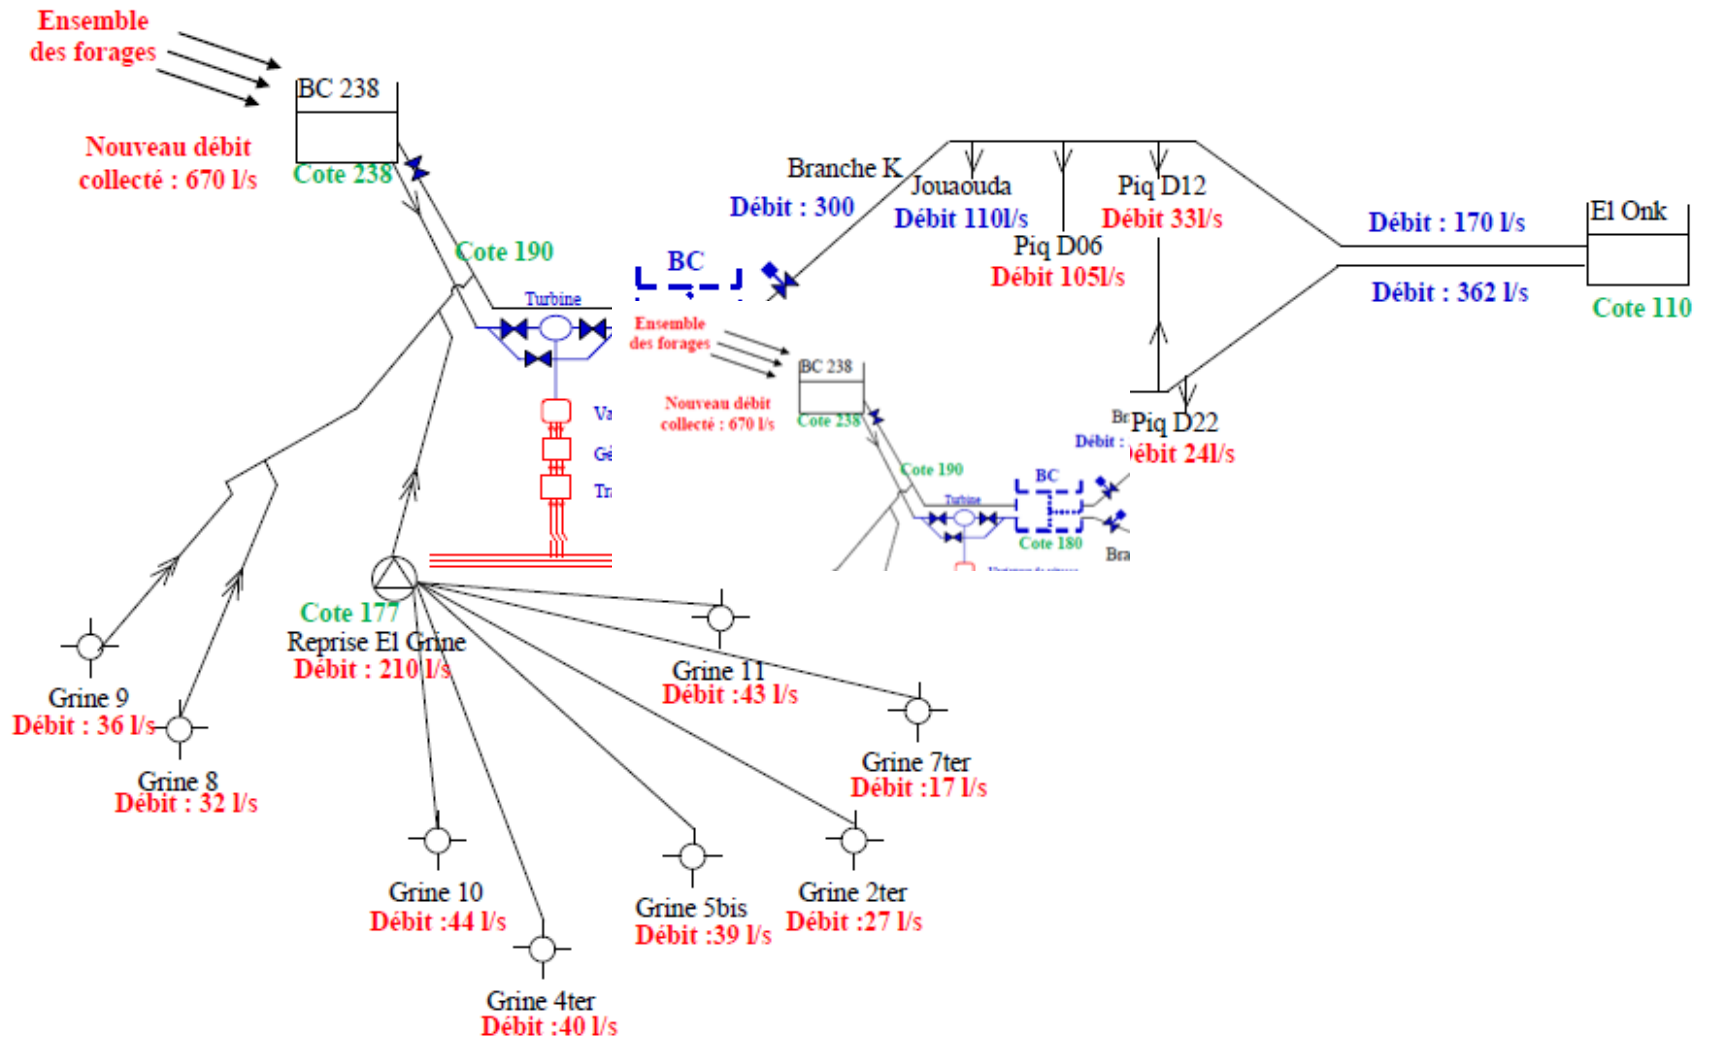 Ensemble
des forages
BC 238
Nouveau débit
collecté : 670 l/s
Cote 238
Cote 190
Turbine
Va
Gé
Tr
BC
Branche K
Débit : 300
Jouaouda
Débit 110l/s
Piq D06
Débit 105l/s
Piq D12
Débit 33l/s
Débit : 170 l/s
Débit : 362 l/s
El Onk
Cote 110
Ensemble
des forages
BC 238
Nouveau débit
collecté : 670 l/s
Cote 238
Cote 190
Turbine
BC
Cote 180
Br
Débit :
Bra
Piq D22
ébit 24l/s
Cote 177
Reprise El Grine
Débit : 210 l/s
Grine 9
Débit : 36 l/s
Grine 8
Débit : 32 l/s
Grine 11
Débit :43 l/s
Grine 7ter
Débit :17 l/s
Grine 10
Débit :44 l/s
Grine 5bis
Débit :39 l/s
Grine 2ter
Débit :27 l/s
Grine 4ter
Débit :40 l/s